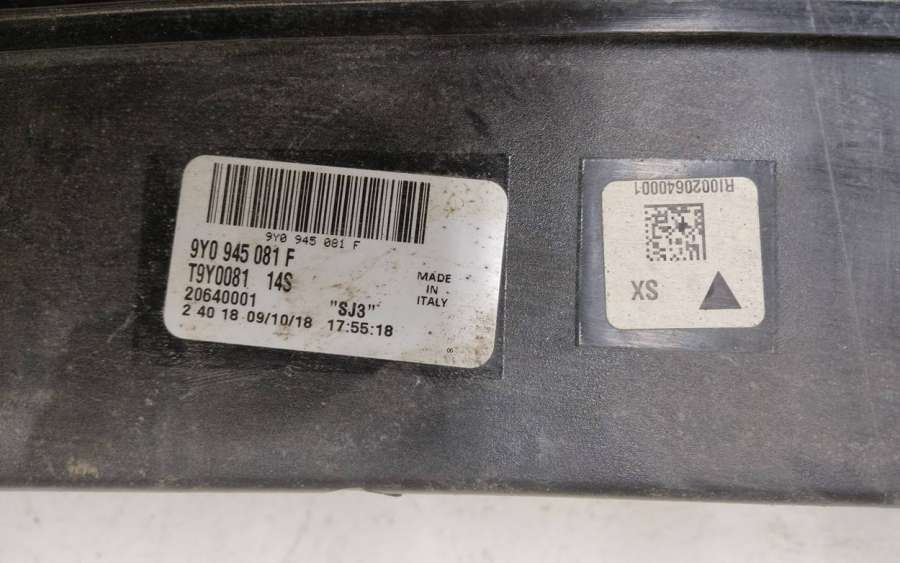 9Y0 945 081 F
9Y0 945 081 F
T9Y0081 14S
20640001 "SJ3"
2 40 18 09/10/18 17:55:18
MADE
IN
ITALY
8
RI0020640001
SX